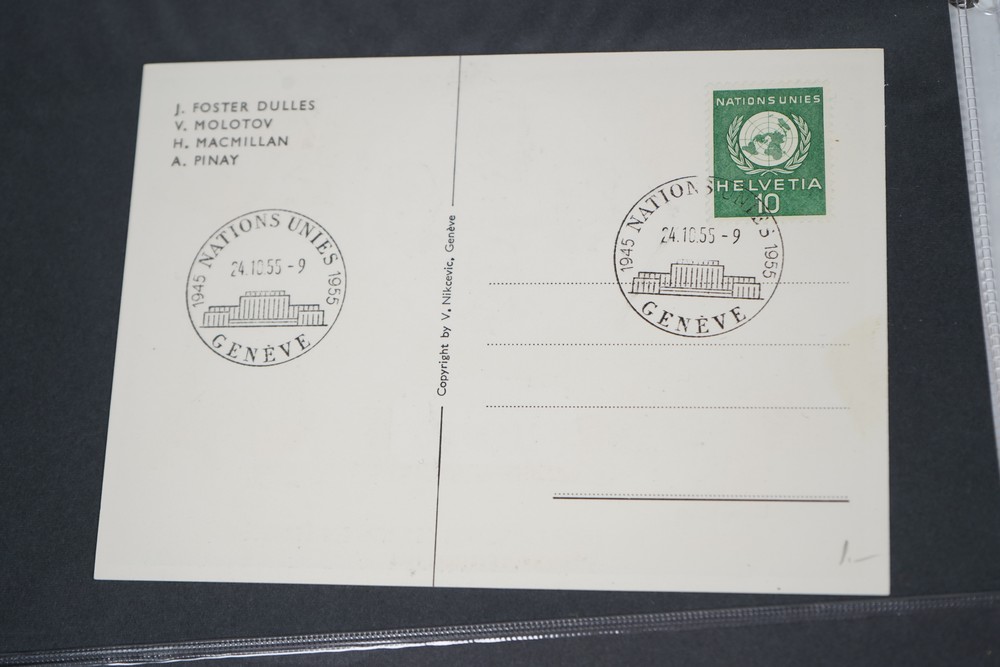 J. FOSTER DULLES
V. MOLOTOV
H. MACMILLAN
A. PINAY
NATIONS UNIES
1945
24.10.55 - 9
1955
GENÈVE
Copyright by V. Nikcevic, Genève
NATIONS UNIES
HELVETIA
10
NATIONS UNIES
1945
24.10.55 - 9
1955
GENÈVE
1.-